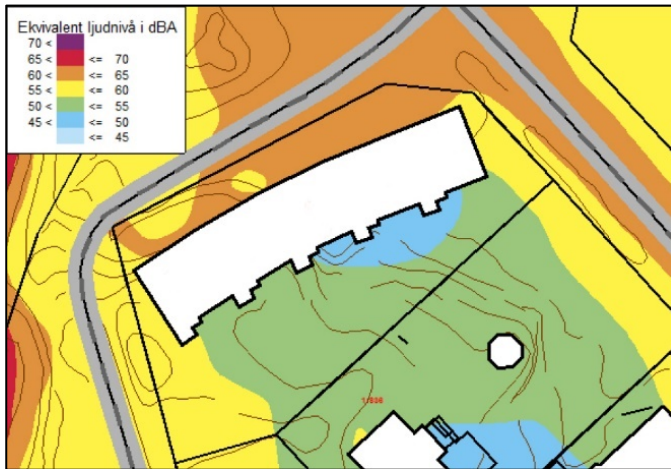 Ekvivalent ljudnivå i dBA
70 <
65 < <= 70
60 < <= 65
55 < <= 60
50 < <= 55
45 < <= 50
<= 45